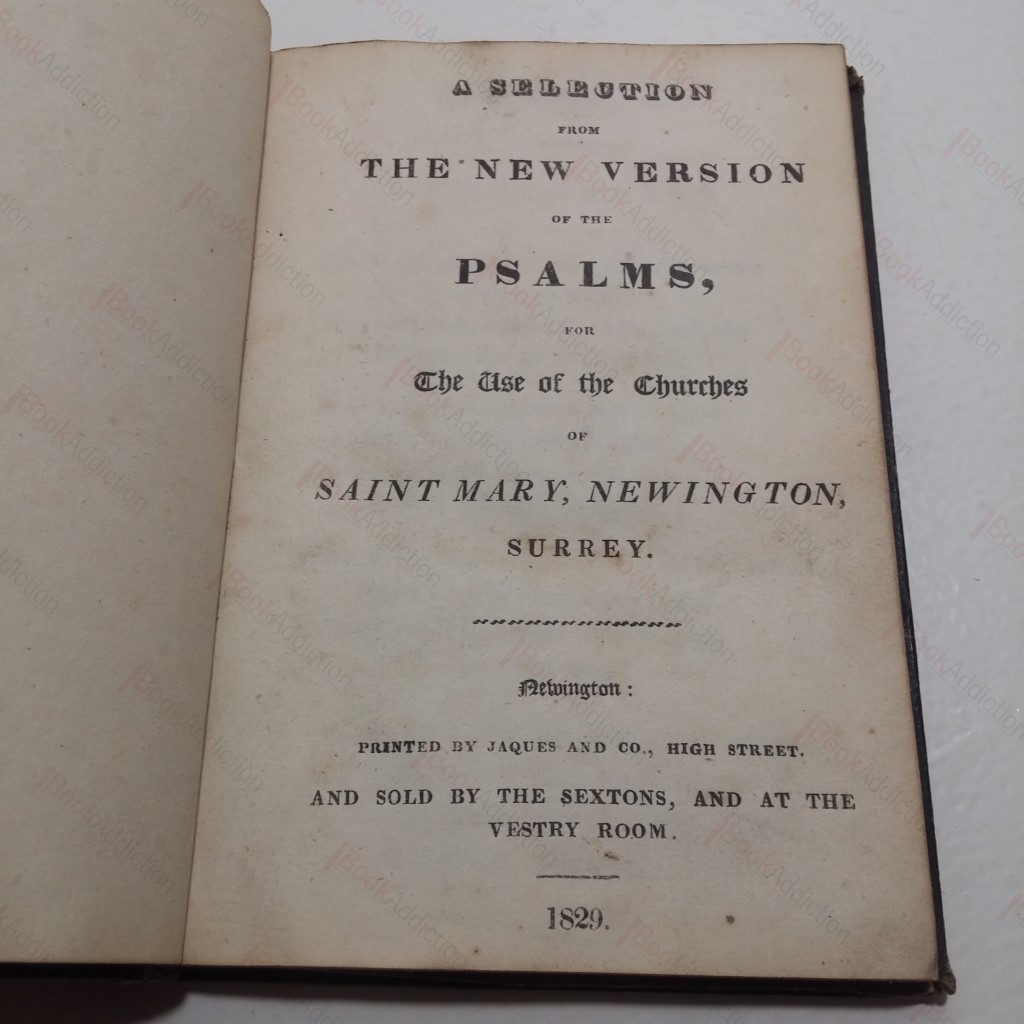 A SELECTION
FROM
THE NEW VERSION
OF THE
PSALMS,
FOR
The Use of the Churches
OF
SAINT MARY, NEWINGTON,
SURREY.
Newington:
PRINTED BY JAQUES AND CO., HIGH STREET.
AND SOLD BY THE SEXTONS, AND AT THE
VESTRY ROOM.
1829.
BookAddiction